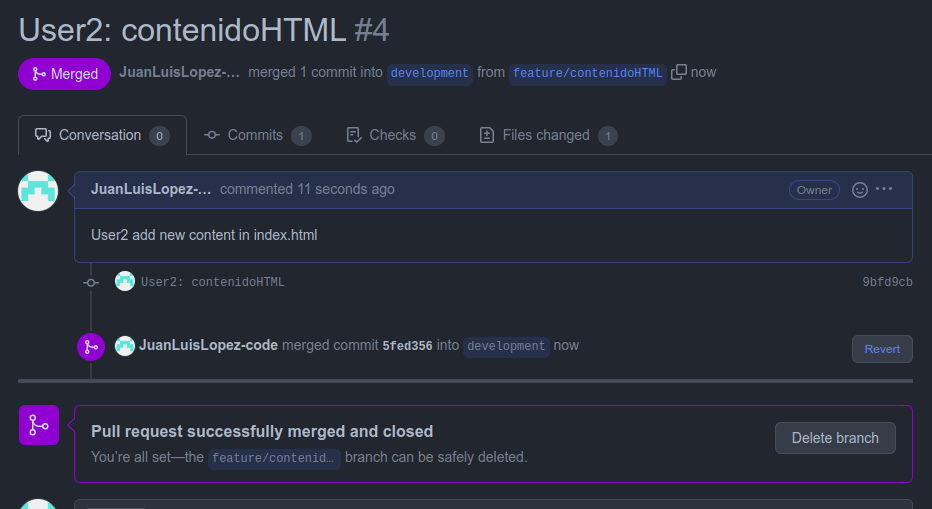 User2: contenidoHTML #4
Merged JuanLuisLopez-... merged 1 commit into development from feature/contenidoHTML now
Conversation 0 Commits 1 Checks 0 Files changed 1
JuanLuisLopez-... commented 11 seconds ago Owner ...
User2 add new content in index.html
User2: contenidoHTML 9bfd9cb
JuanLuisLopez-code merged commit 5fed356 into development now Revert
Pull request successfully merged and closed
You're all set—the feature/contenid... branch can be safely deleted. Delete branch